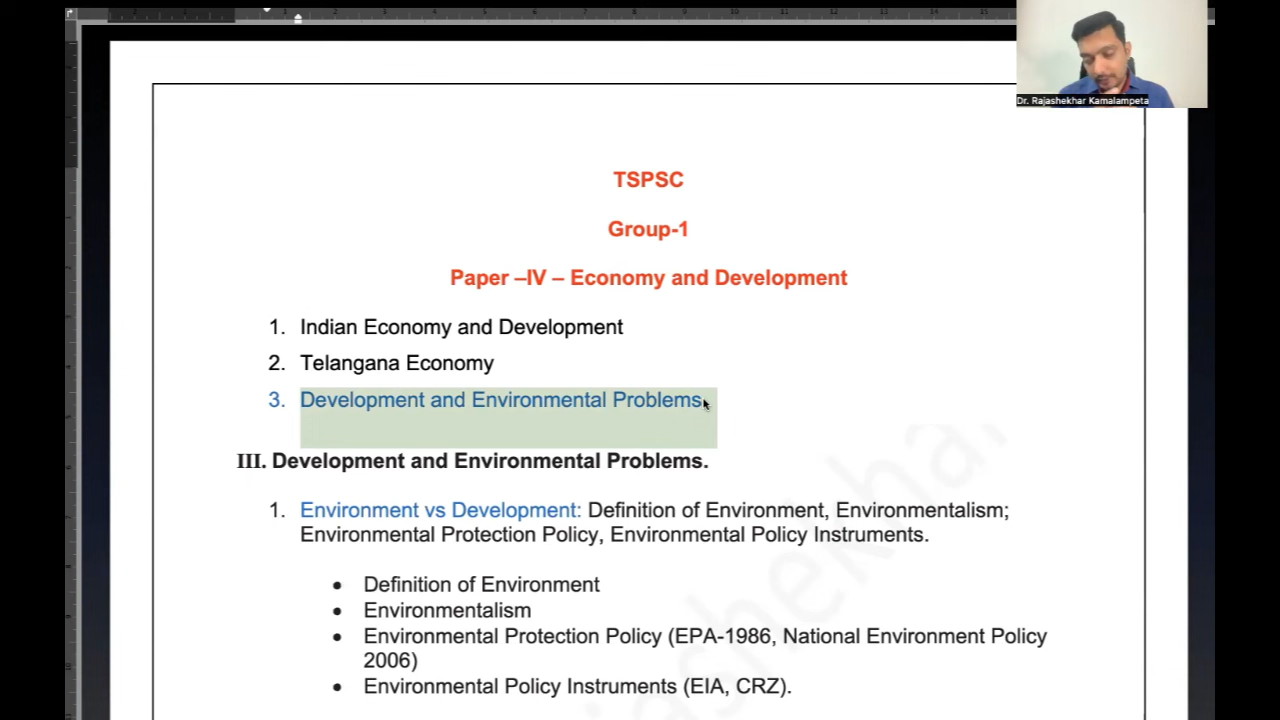 Dr. Rajashekhar Kamalampeta
TSPSC
Group-1
Paper –IV – Economy and Development
1. Indian Economy and Development
2. Telangana Economy
3. Development and Environmental Problems.
III. Development and Environmental Problems.
1. Environment vs Development: Definition of Environment, Environmentalism;
Environmental Protection Policy, Environmental Policy Instruments.
• Definition of Environment
• Environmentalism
• Environmental Protection Policy (EPA-1986, National Environment Policy
2006)
• Environmental Policy Instruments (EIA, CRZ).